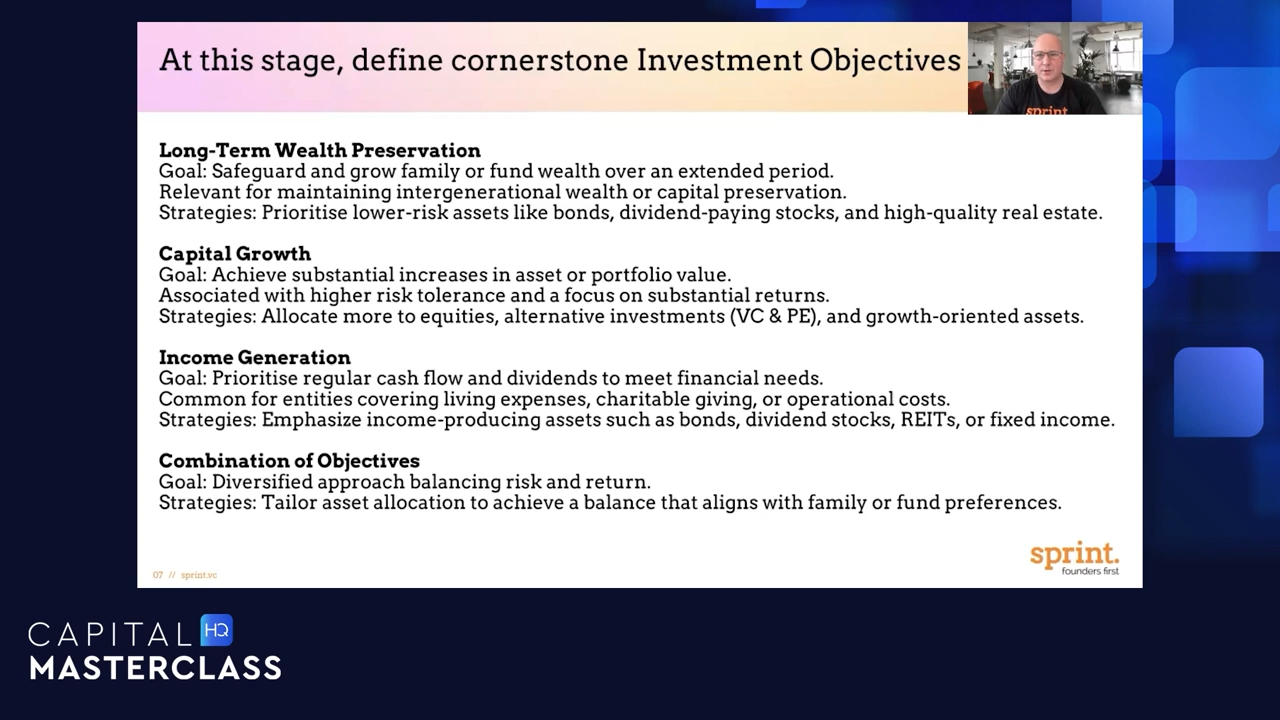 At this stage, define cornerstone Investment Objectives
sprint.
Long-Term Wealth Preservation
Goal: Safeguard and grow family or fund wealth over an extended period.
Relevant for maintaining intergenerational wealth or capital preservation.
Strategies: Prioritise lower-risk assets like bonds, dividend-paying stocks, and high-quality real estate.
Capital Growth
Goal: Achieve substantial increases in asset or portfolio value.
Associated with higher risk tolerance and a focus on substantial returns.
Strategies: Allocate more to equities, alternative investments (VC & PE), and growth-oriented assets.
Income Generation
Goal: Prioritise regular cash flow and dividends to meet financial needs.
Common for entities covering living expenses, charitable giving, or operational costs.
Strategies: Emphasize income-producing assets such as bonds, dividend stocks, REITs, or fixed income.
Combination of Objectives
Goal: Diversified approach balancing risk and return.
Strategies: Tailor asset allocation to achieve a balance that aligns with family or fund preferences.
sprint.
founders first
07 // sprint.vc
CAPITAL HQ
MASTERCLASS